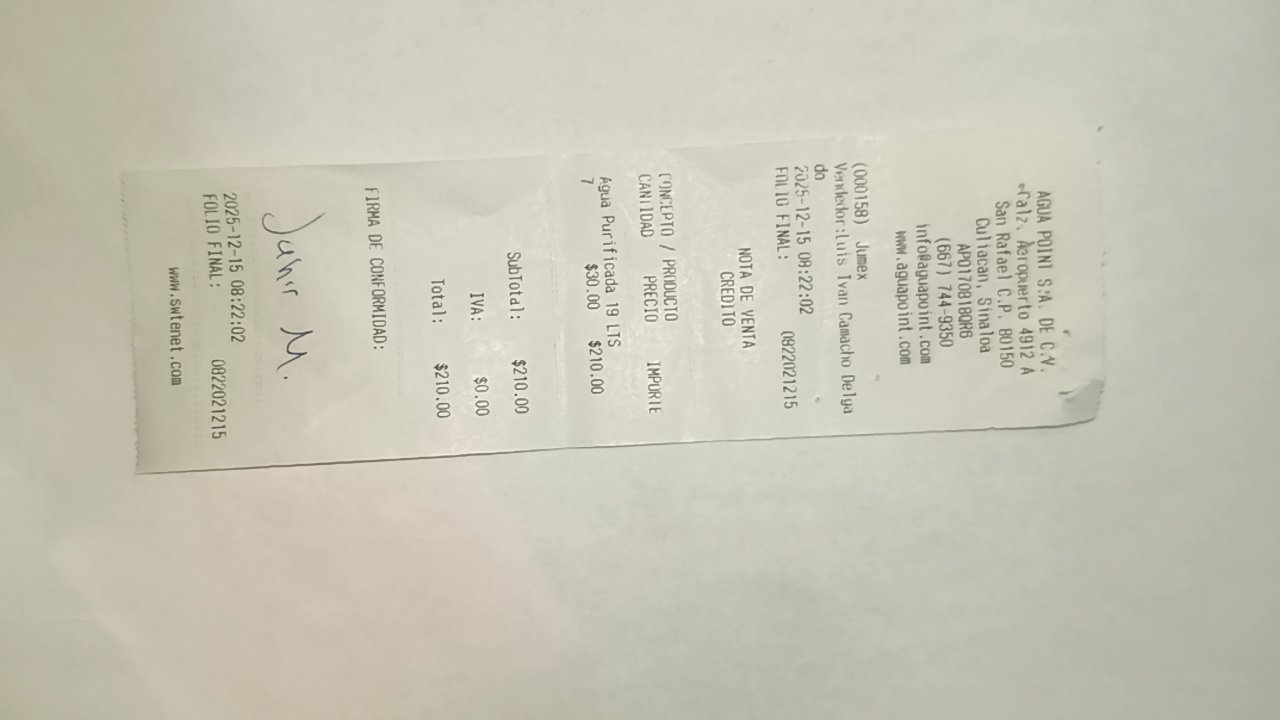 AGUA POINT S.A. DE C.V.
Calz. Aeropuerto 4912 A
San Rafael C.P. 80150
Culiacan, Sinaloa
APO170818QR6
(667) 744-9350
info@aguapoint.com
www.aguapoint.com
(000158) Jumex
Vendedor:Luis Ivan Camacho Delga
do
2025-12-15 08:22:02
FOLIO FINAL: 0822021215
NOTA DE VENTA
CREDITO
CONCEPTO / PRODUCTO
CANTIDAD PRECIO IMPORTE
Agua Purificada 19 LTS
7 $30.00 $210.00
SubTotal: $210.00
IVA: $0.00
Total: $210.00
FIRMA DE CONFORMIDAD:
M.
2025-12-15 08:22:02
FOLIO FINAL: 0822021215
www.swtenet.com